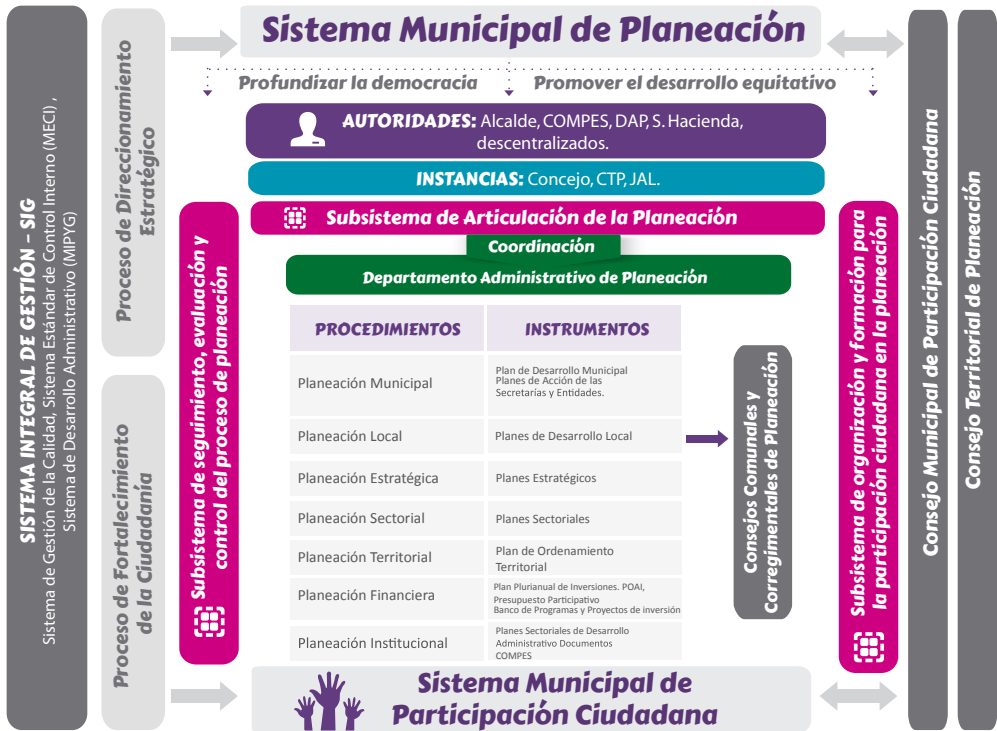 SISTEMA INTEGRAL DE GESTIÓN - SIG
Sistema de Gestión de la Calidad, Sistema Estándar de Control Interno (MECI) ,
Sistema de Desarollo Administrativo (MIPYG)
Proceso de Direccionamiento
Estratégico
Proceso de Fortalecimiento
de la Ciudadanía
Sistema Municipal de Planeación
Profundizar la democracia
Promover el desarrollo equitativo
AUTORIDADES: Alcalde, COMPES, DAP, S. Hacienda,
descentralizados.
INSTANCIAS: Concejo, CTP, JAL.
Subsistema de Articulación de la Planeación
Coordinación
Departamento Administrativo de Planeación
Subsistema de seguimiento, evaluación y
control del proceso de planeación
PROCEDIMIENTOS
INSTRUMENTOS
Planeación Municipal
Plan de Desarrollo Municipal
Planes de Acción de las
Secretarías y Entidades.
Planeación Local
Planes de Desarrollo Local
Planeación Estratégica
Planes Estratégicos
Planeación Sectorial
Planes Sectoriales
Planeación Territorial
Plan de Ordenamiento
Territorial
Planeación Financiera
Plan Plurianual de Inversiones. POAI,
Presupuesto Participativo
Banco de Programas y Proyectos de inversión
Planeación Institucional
Planes Sectoriales de Desarrollo
Administrativo Documentos
COMPES
Consejos Comunales y
Corregimentales de Planeación
Subsistema de organización y formación para
la participación ciudadana en la planeación
Consejo Municipal de Participación Ciudadana
Consejo Territorial de Planeación
Sistema Municipal de
Participación Ciudadana